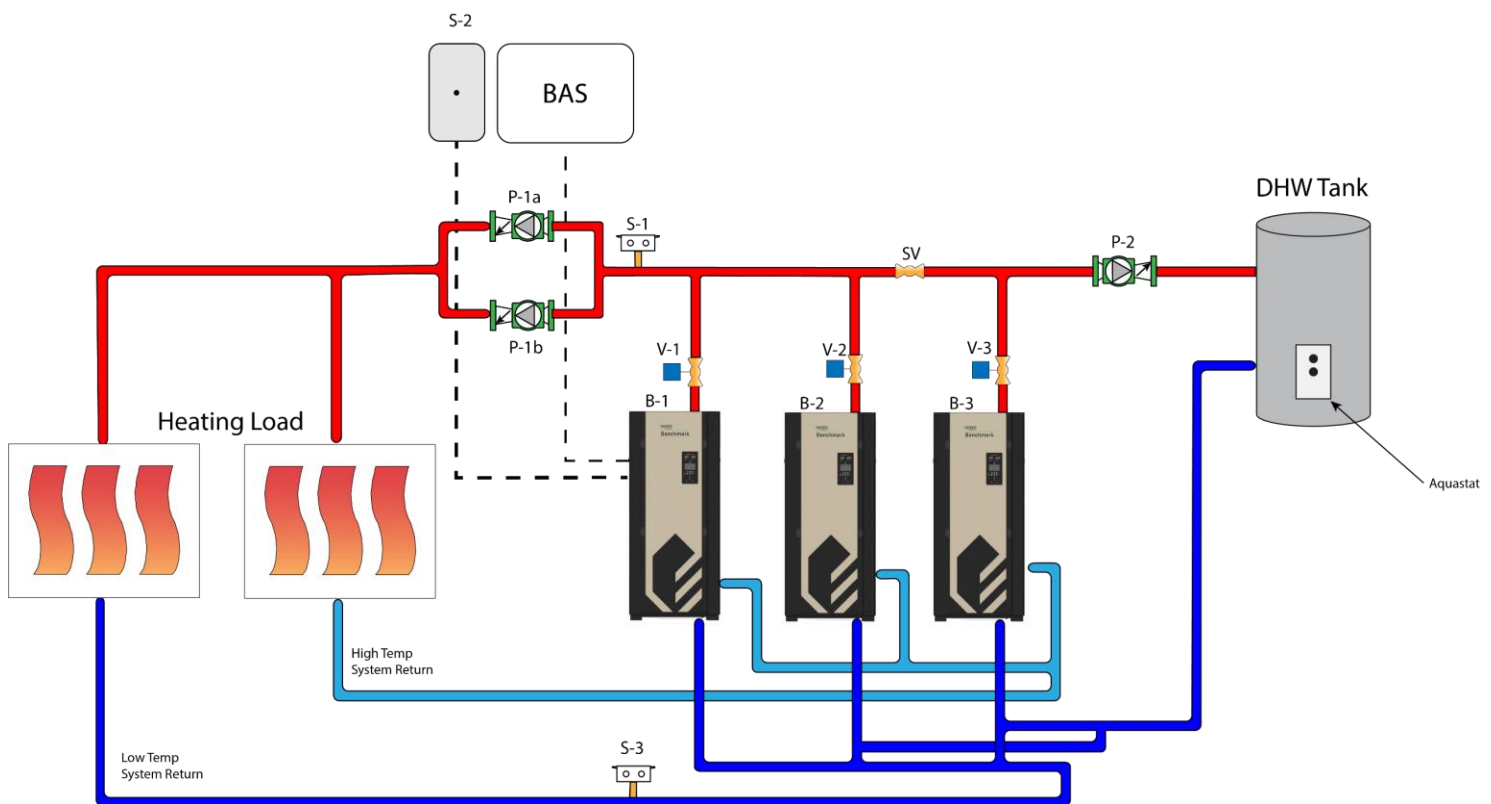 S-2
BAS
P-1a
S-1
SV
P-2
DHW Tank
P-1b
V-1
V-2
V-3
B-1
B-2
B-3
Heating Load
Benchmark
Benchmark
Benchmark
Aquastat
High Temp
System Return
Low Temp
System Return
S-3